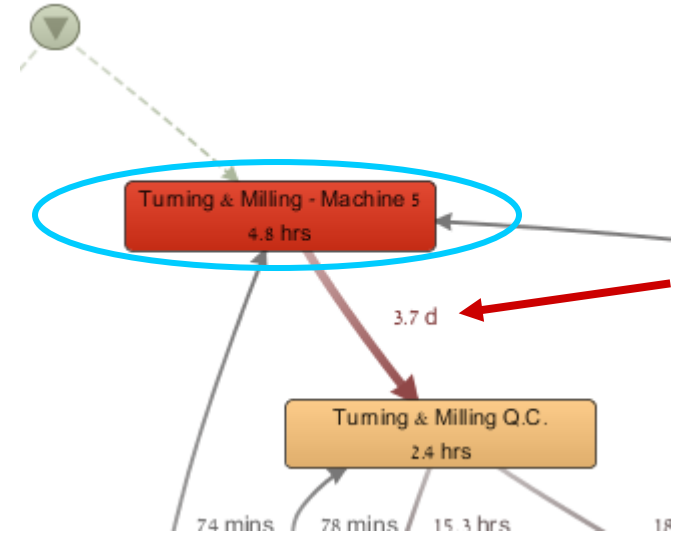 Turning & Milling - Machine 5
4.8 hrs
3.7 d
Turning & Milling Q.C.
2.4 hrs
74 mins
78 mins
15.3 hrs
18